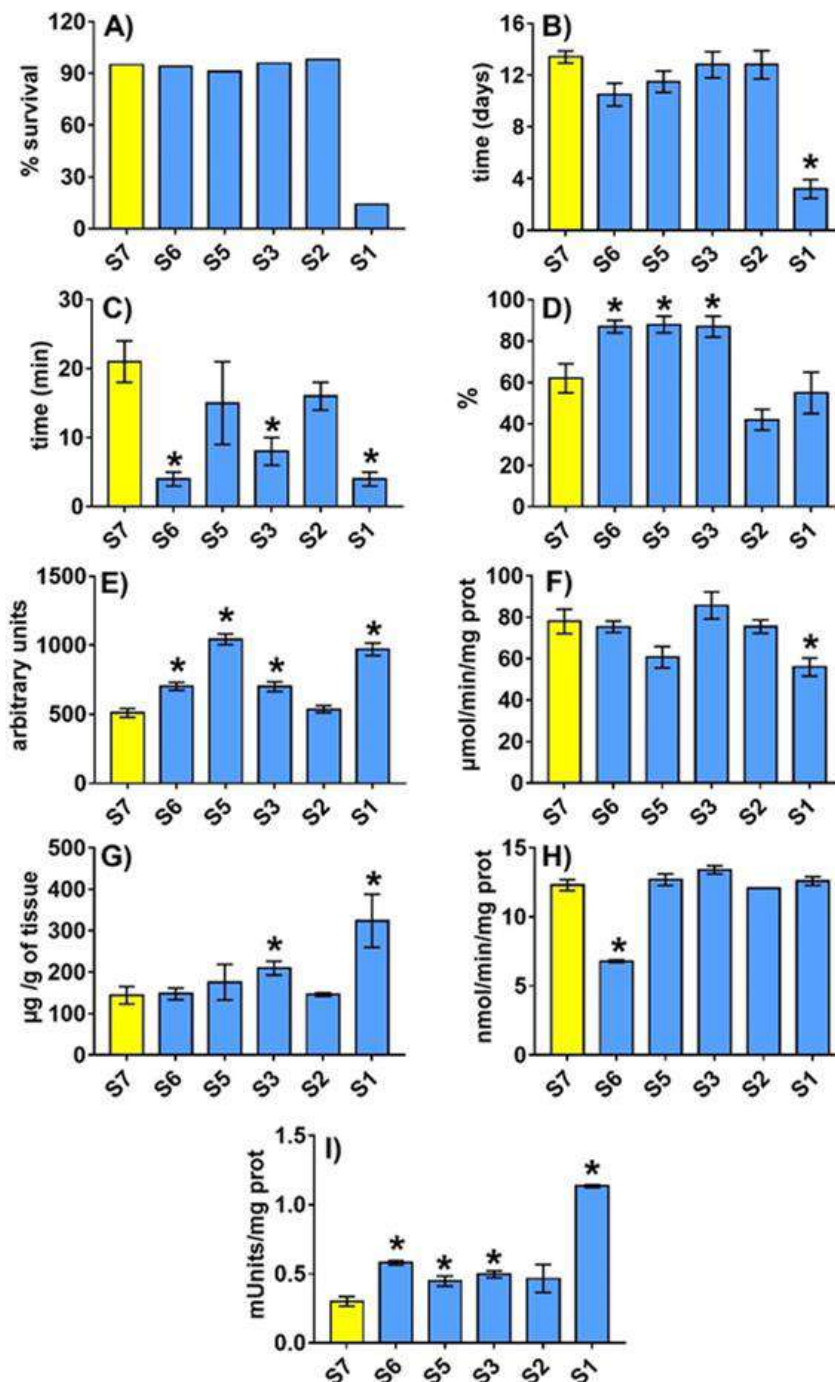 A)
% survival
120
90
60
30
0
S7 S6 S5 S3 S2 S1
B)
time (days)
16
12
8
4
0
S7 S6 S5 S3 S2 S1
C)
time (min)
30
20
10
0
* * *
S7 S6 S5 S3 S2 S1
D)
%
100
80
60
40
20
0
* * *
S7 S6 S5 S3 S2 S1
E)
arbitrary units
1500
1000
500
0
* * * *
S7 S6 S5 S3 S2 S1
F)
µmol/min/mg prot
100
80
60
40
20
0
*
S7 S6 S5 S3 S2 S1
G)
µg /g of tissue
500
400
300
200
100
0
* *
S7 S6 S5 S3 S2 S1
H)
nmol/min/mg prot
15
10
5
0
*
S7 S6 S5 S3 S2 S1
I)
mUnits/mg prot
1.5
1.0
0.5
0.0
* * * *
S7 S6 S5 S3 S2 S1